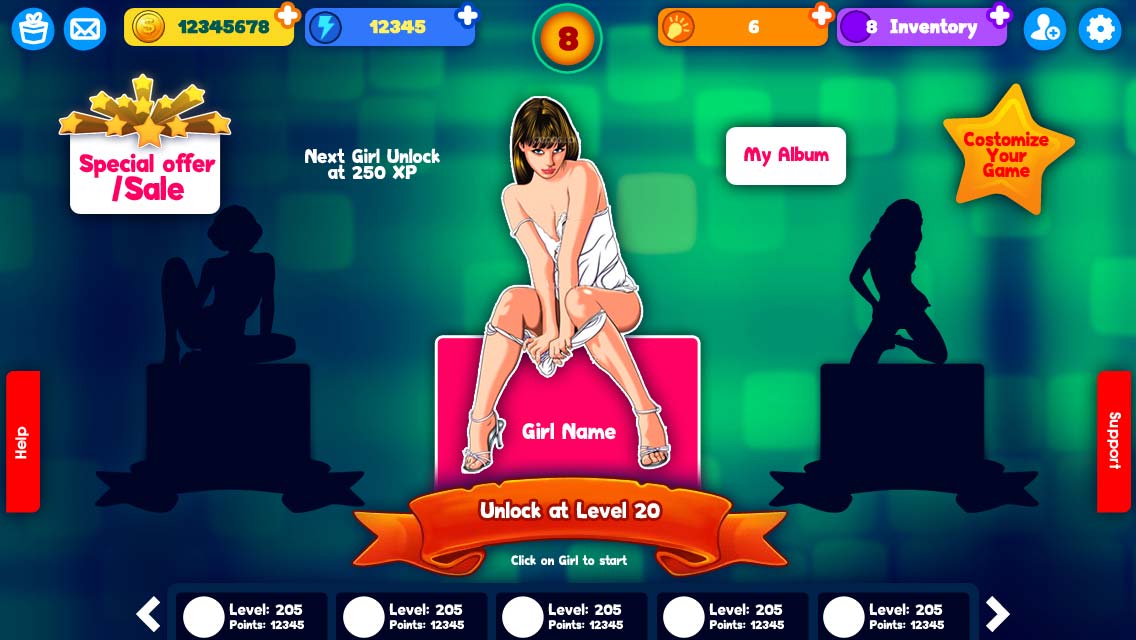 12345678
12345
8
6
8 Inventory
Special offer
/Sale
Next Girl Unlock
at 250 XP
My Album
Costomize
Your
Game
Help
Support
Girl Name
Unlock at Level 20
Click on Girl to start
Level: 205
Points: 12345
Level: 205
Points: 12345
Level: 205
Points: 12345
Level: 205
Points: 12345
Level: 205
Points: 12345